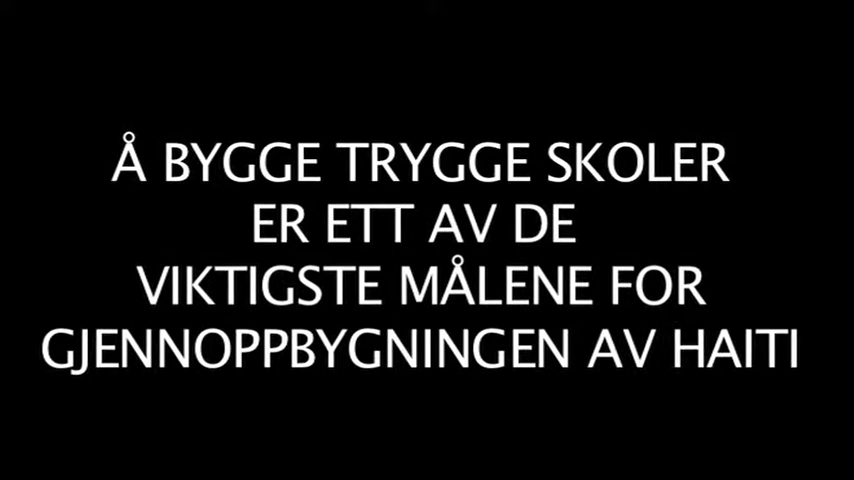 Å BYGGE TRYGGE SKOLER
ER ETT AV DE
VIKTIGSTE MÅLENE FOR
GJENNOPPBYGNINGEN AV HAITI